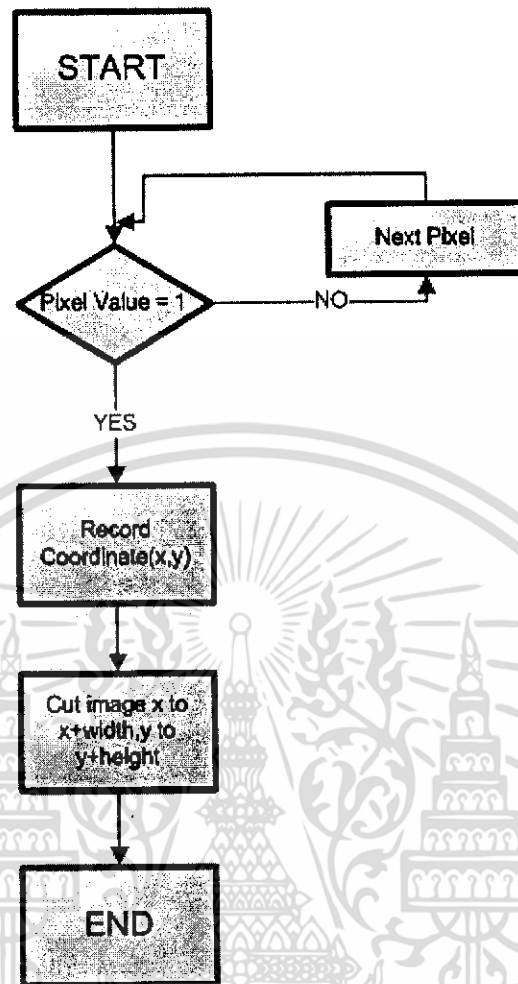 START
Next Pixel
Pixel Value = 1
NO
YES
Record
Coordinate(x,y)
Cut image x to
x+width,y to
y+height
END